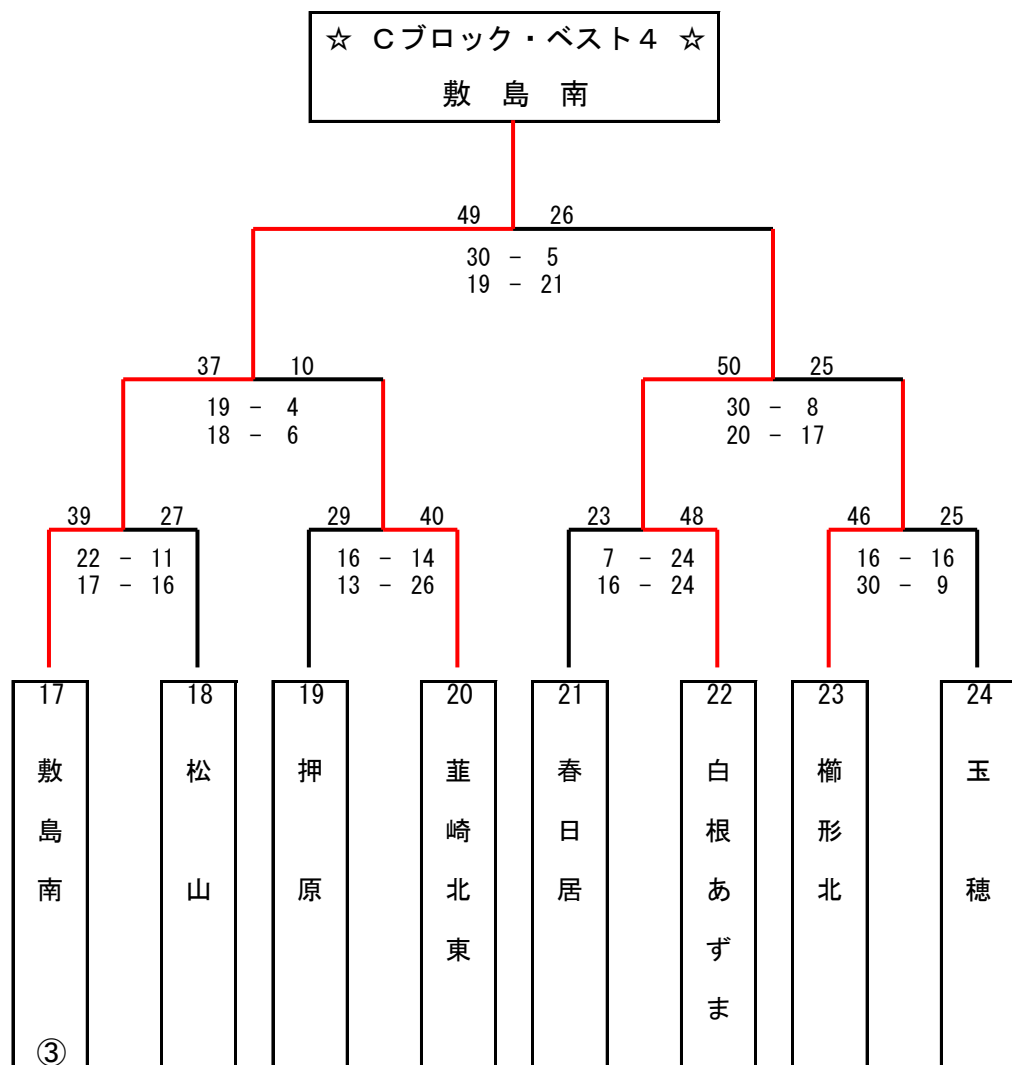 ☆ Cブロック・ベスト4 ☆
敷島南
49 26
30 - 5
19 - 21
37 10
50 25
19 - 4
18 - 6
30 - 8
20 - 17
39 27
29 40
23 48
46 25
22 - 11
17 - 16
16 - 14
13 - 26
7 - 24
16 - 24
16 - 16
30 - 9
17
敷島南
③
18
松山
19
押原
20
韮崎北東
21
春日居
22
白根あずま
23
櫛形北
24
玉穂